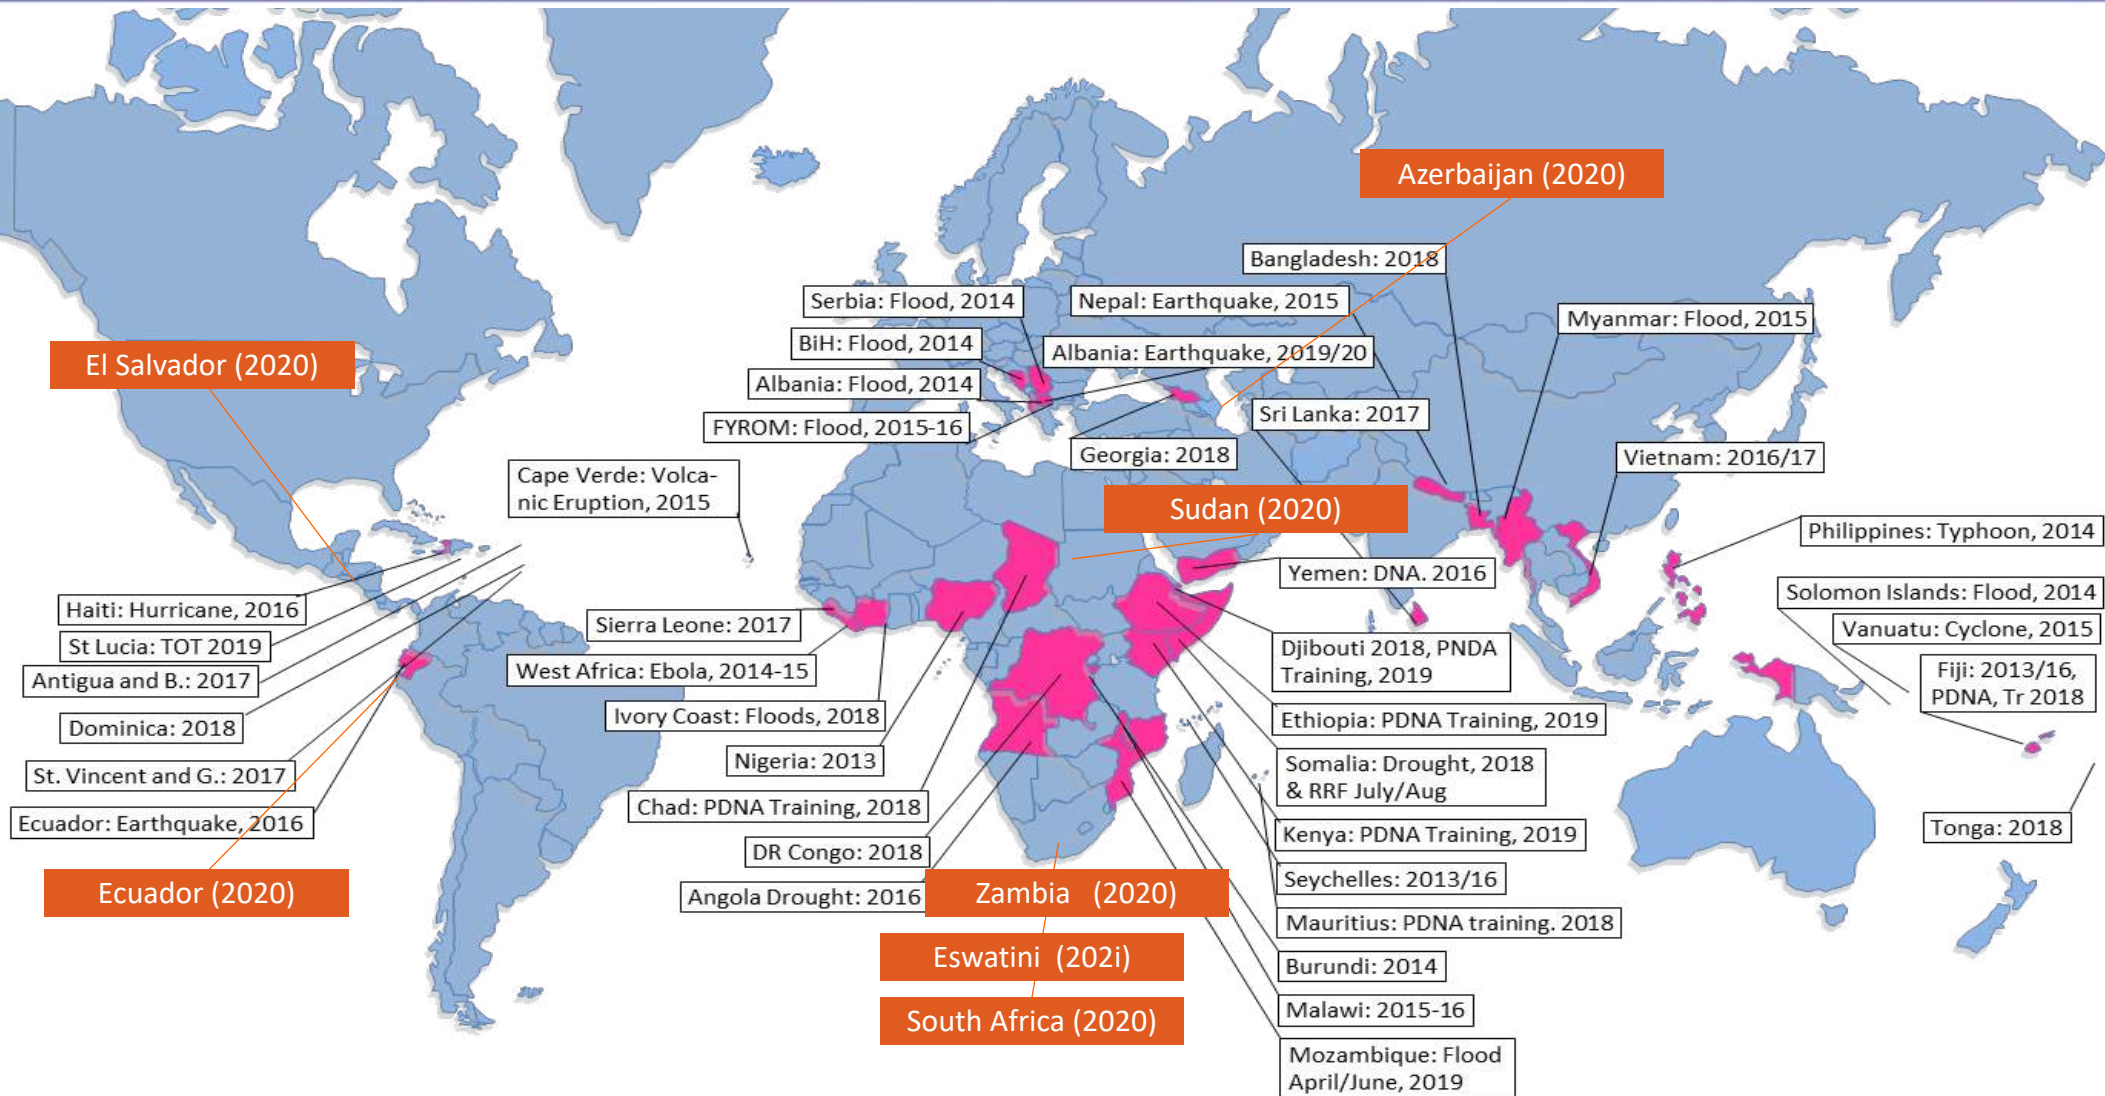 Azerbaijan (2020)
Bangladesh: 2018
Serbia: Flood, 2014
Nepal: Earthquake, 2015
Myanmar: Flood, 2015
BiH: Flood, 2014
Albania: Earthquake, 2019/20
El Salvador (2020)
Albania: Flood, 2014
Sri Lanka: 2017
FYROM: Flood, 2015-16
Georgia: 2018
Vietnam: 2016/17
Cape Verde: Volca-
nic Eruption, 2015
Sudan (2020)
Philippines: Typhoon, 2014
Yemen: DNA. 2016
Solomon Islands: Flood, 2014
Haiti: Hurricane, 2016
Sierra Leone: 2017
Vanuatu: Cyclone, 2015
St Lucia: TOT 2019
Djibouti 2018, PNDA
Training, 2019
West Africa: Ebola, 2014-15
Fiji: 2013/16,
PDNA, Tr 2018
Antigua and B.: 2017
Ivory Coast: Floods, 2018
Ethiopia: PDNA Training, 2019
Dominica: 2018
Nigeria: 2013
Somalia: Drought, 2018
& RRF July/Aug
St. Vincent and G.: 2017
Chad: PDNA Training, 2018
Ecuador: Earthquake, 2016
Kenya: PDNA Training, 2019
Tonga: 2018
DR Congo: 2018
Seychelles: 2013/16
Ecuador (2020)
Angola Drought: 2016
Zambia (2020)
Mauritius: PDNA training. 2018
Eswatini (202i)
Burundi: 2014
Malawi: 2015-16
South Africa (2020)
Mozambique: Flood
April/June, 2019